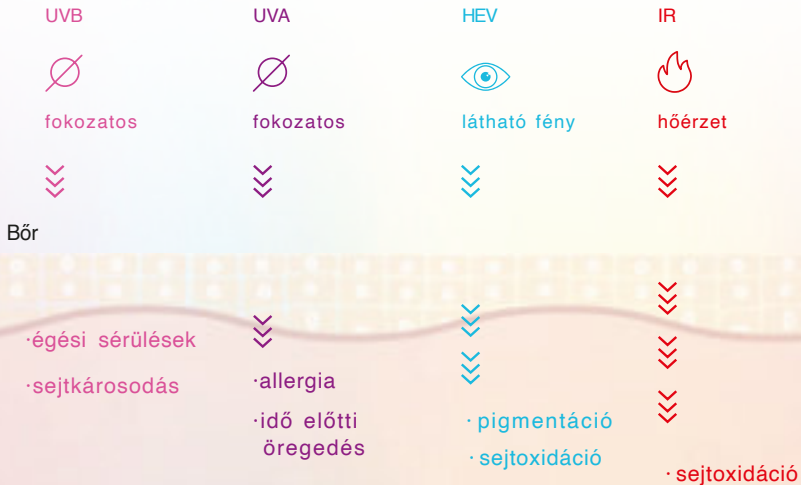 UVB UVA HEV IR
fokozatos fokozatos látható fény hőérzet
Bőr
·égési sérülések
·sejtkárosodás
·allergia
·idő előtti
öregedés
· pigmentáció
· sejtoxidáció
· sejtoxidáció